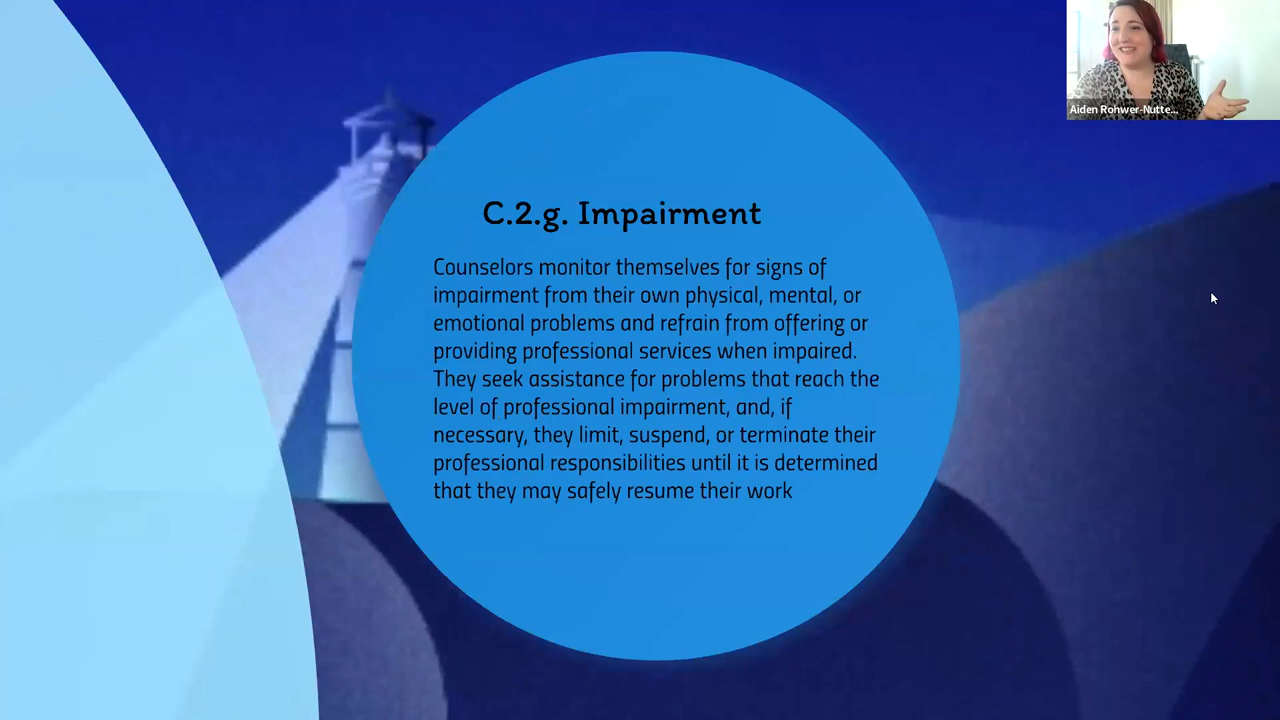 C.2.g. Impairment
Counselors monitor themselves for signs of
impairment from their own physical, mental, or
emotional problems and refrain from offering or
providing professional services when impaired.
They seek assistance for problems that reach the
level of professional impairment, and, if
necessary, they limit, suspend, or terminate their
professional responsibilities until it is determined
that they may safely resume their work
Aiden Rohwer-Nutte...